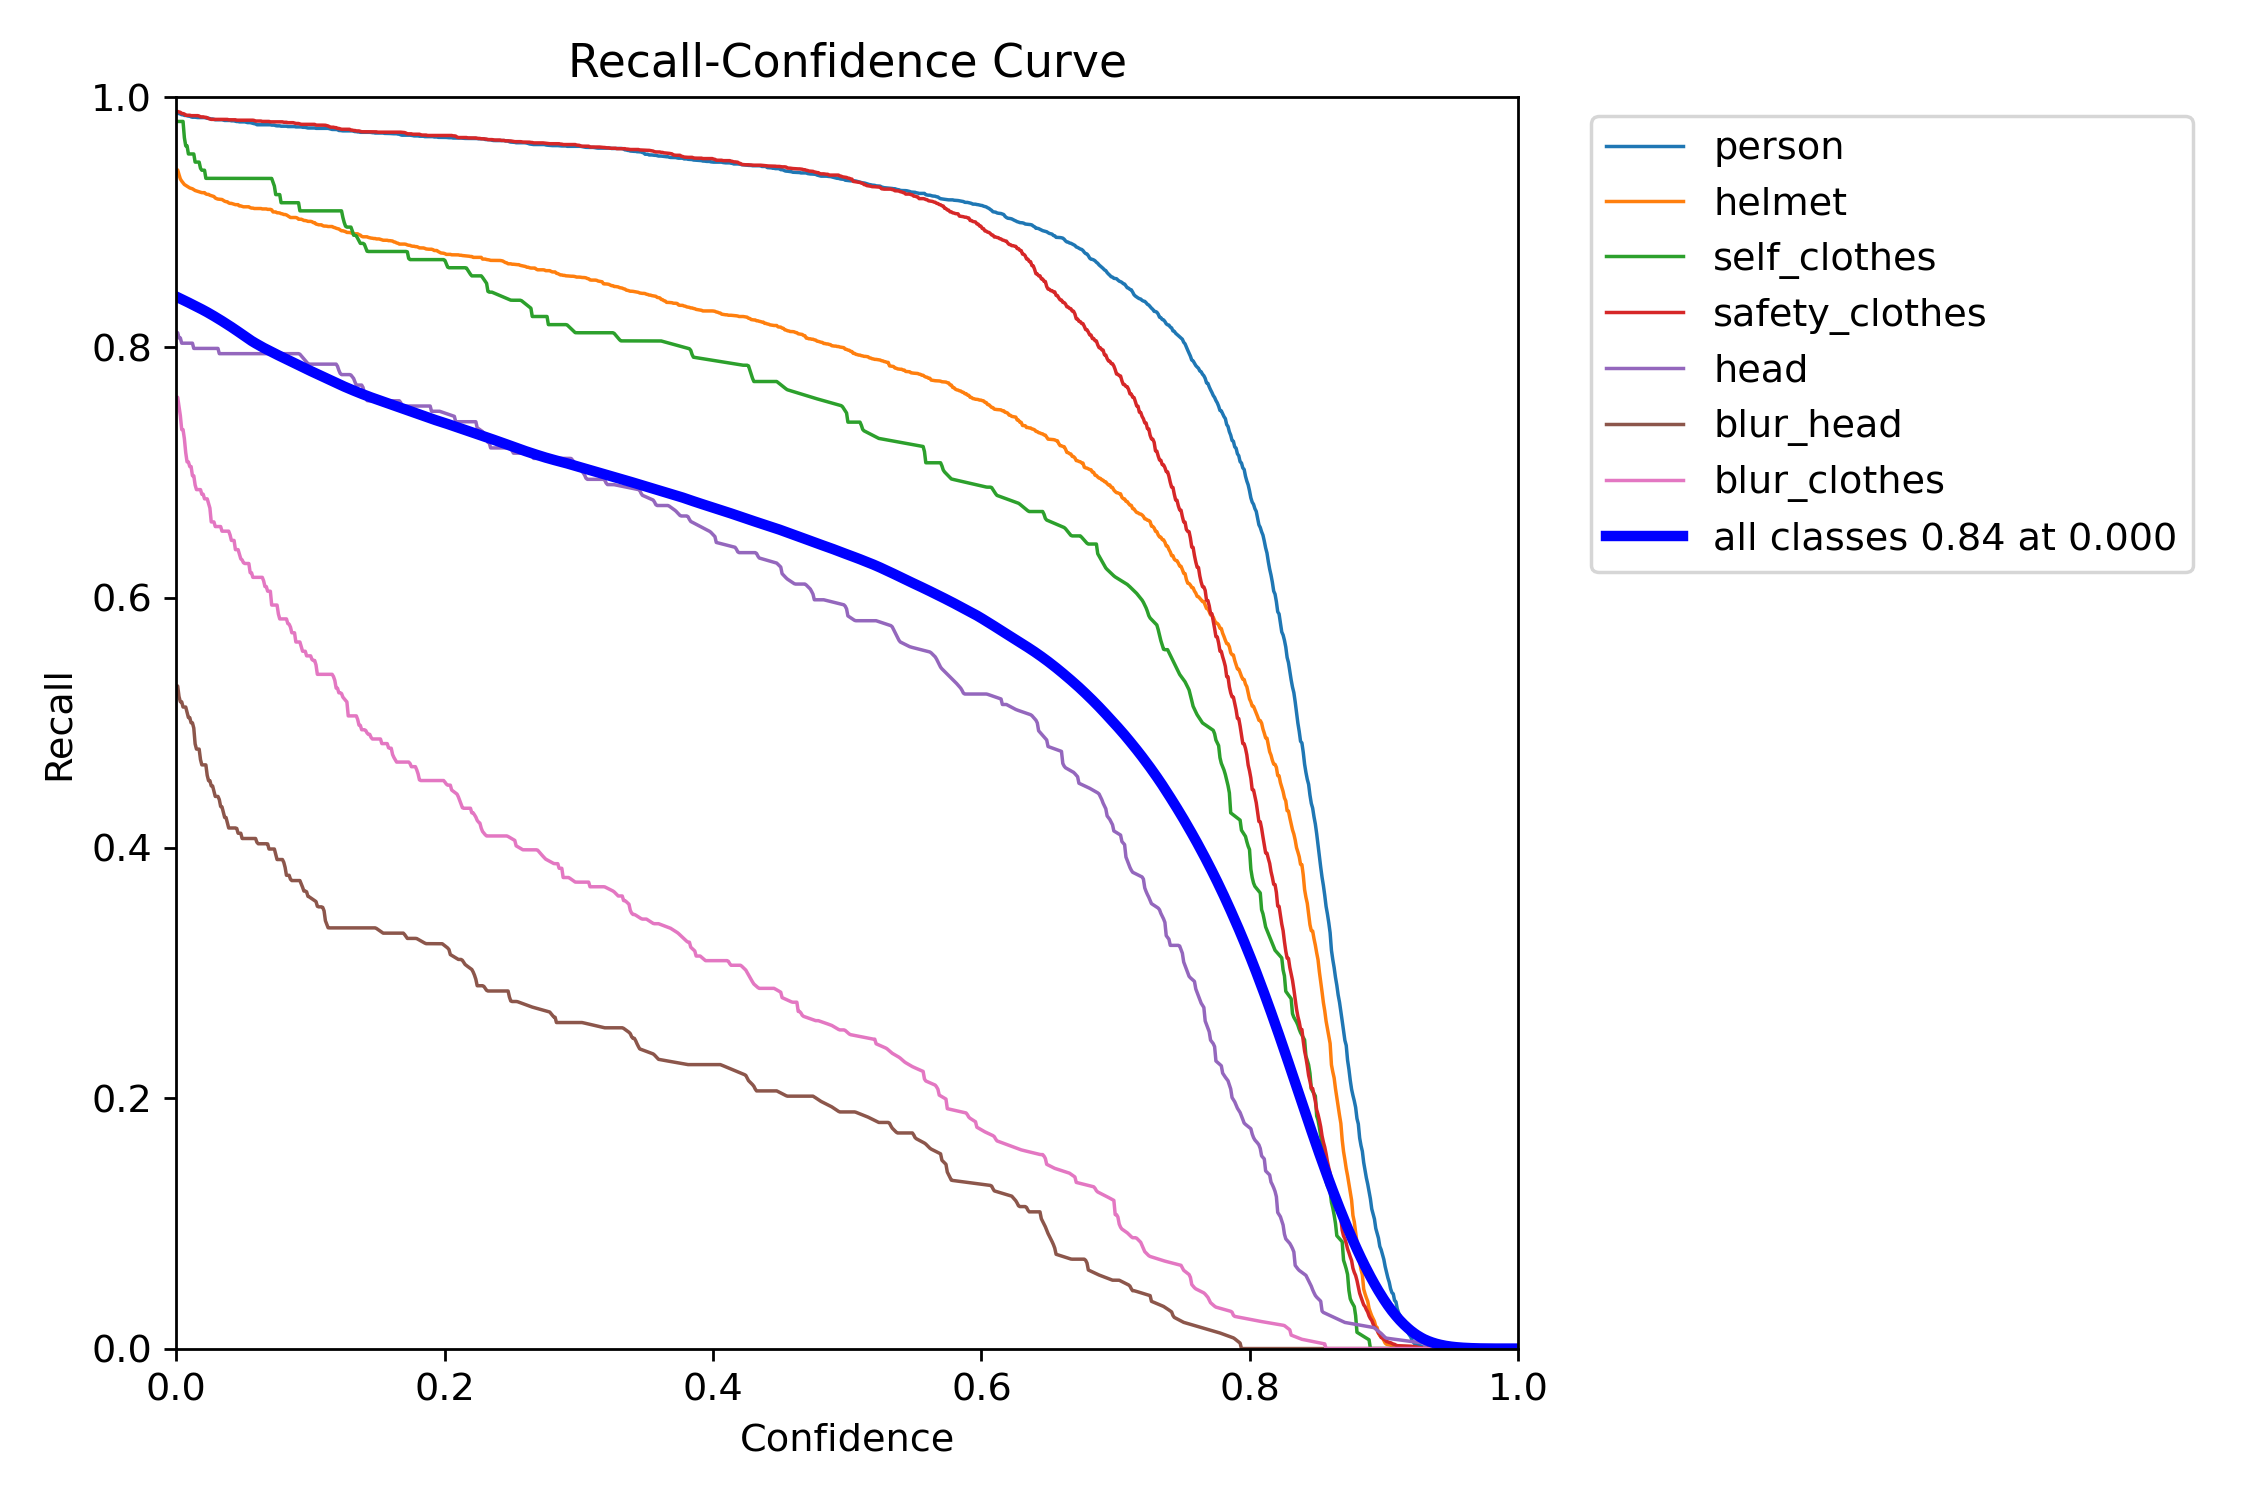 Recall-Confidence Curve
1.0
0.8
0.6
0.4
0.2
0.0
Recall
0.0 0.2 0.4 0.6 0.8 1.0
Confidence
person
helmet
self_clothes
safety_clothes
head
blur_head
blur_clothes
all classes 0.84 at 0.000